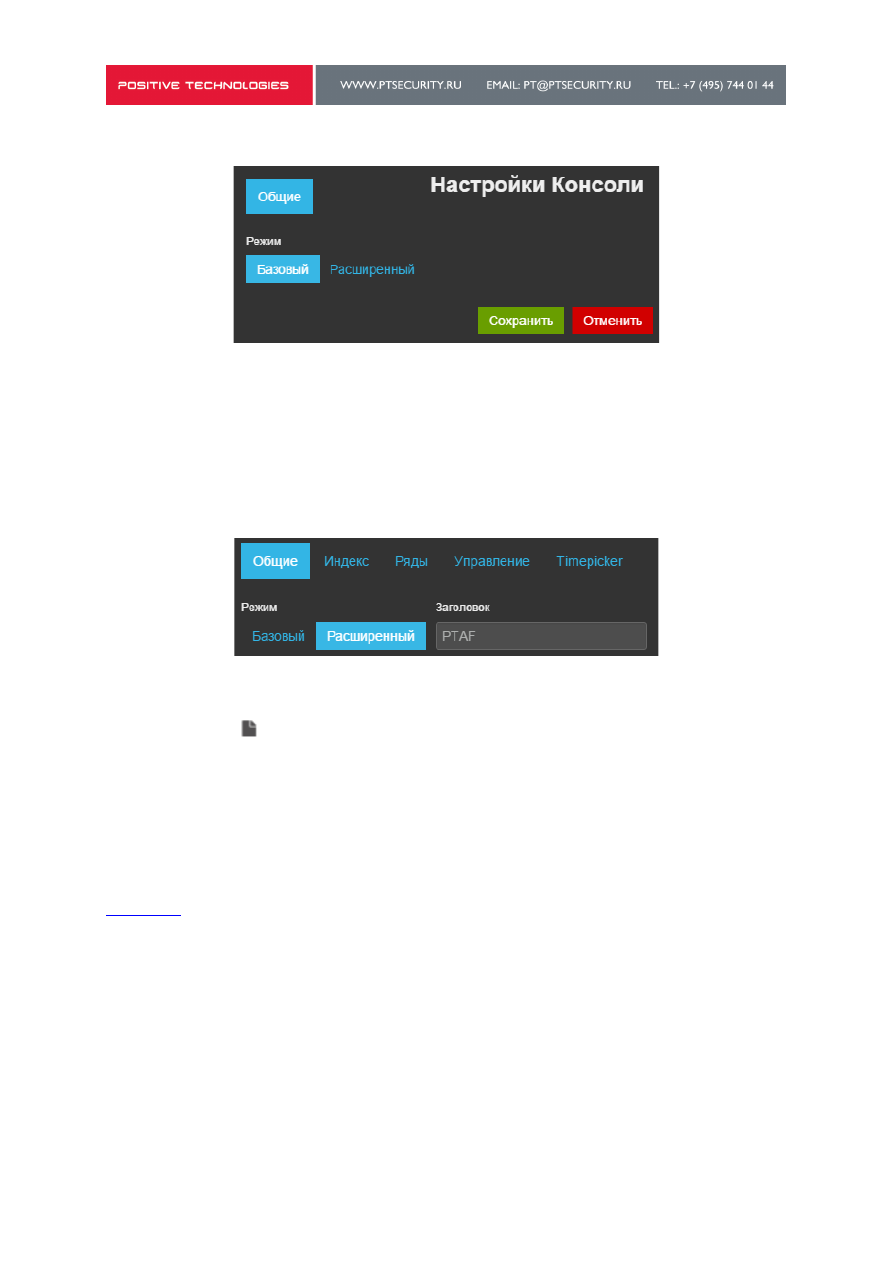 POSITIVE TECHNOLOGIES WWW.PTSECURITY.RU EMAIL: PT@PTSECURITY.RU TEL.: +7 (495) 744 01 44
Общие
Настройки Консоли
Режим
Базовый Расширенный
Сохранить Отменить
Общие Индекс Ряды Управление Timepicker
Режим Заголовок
Базовый Расширенный PTAF